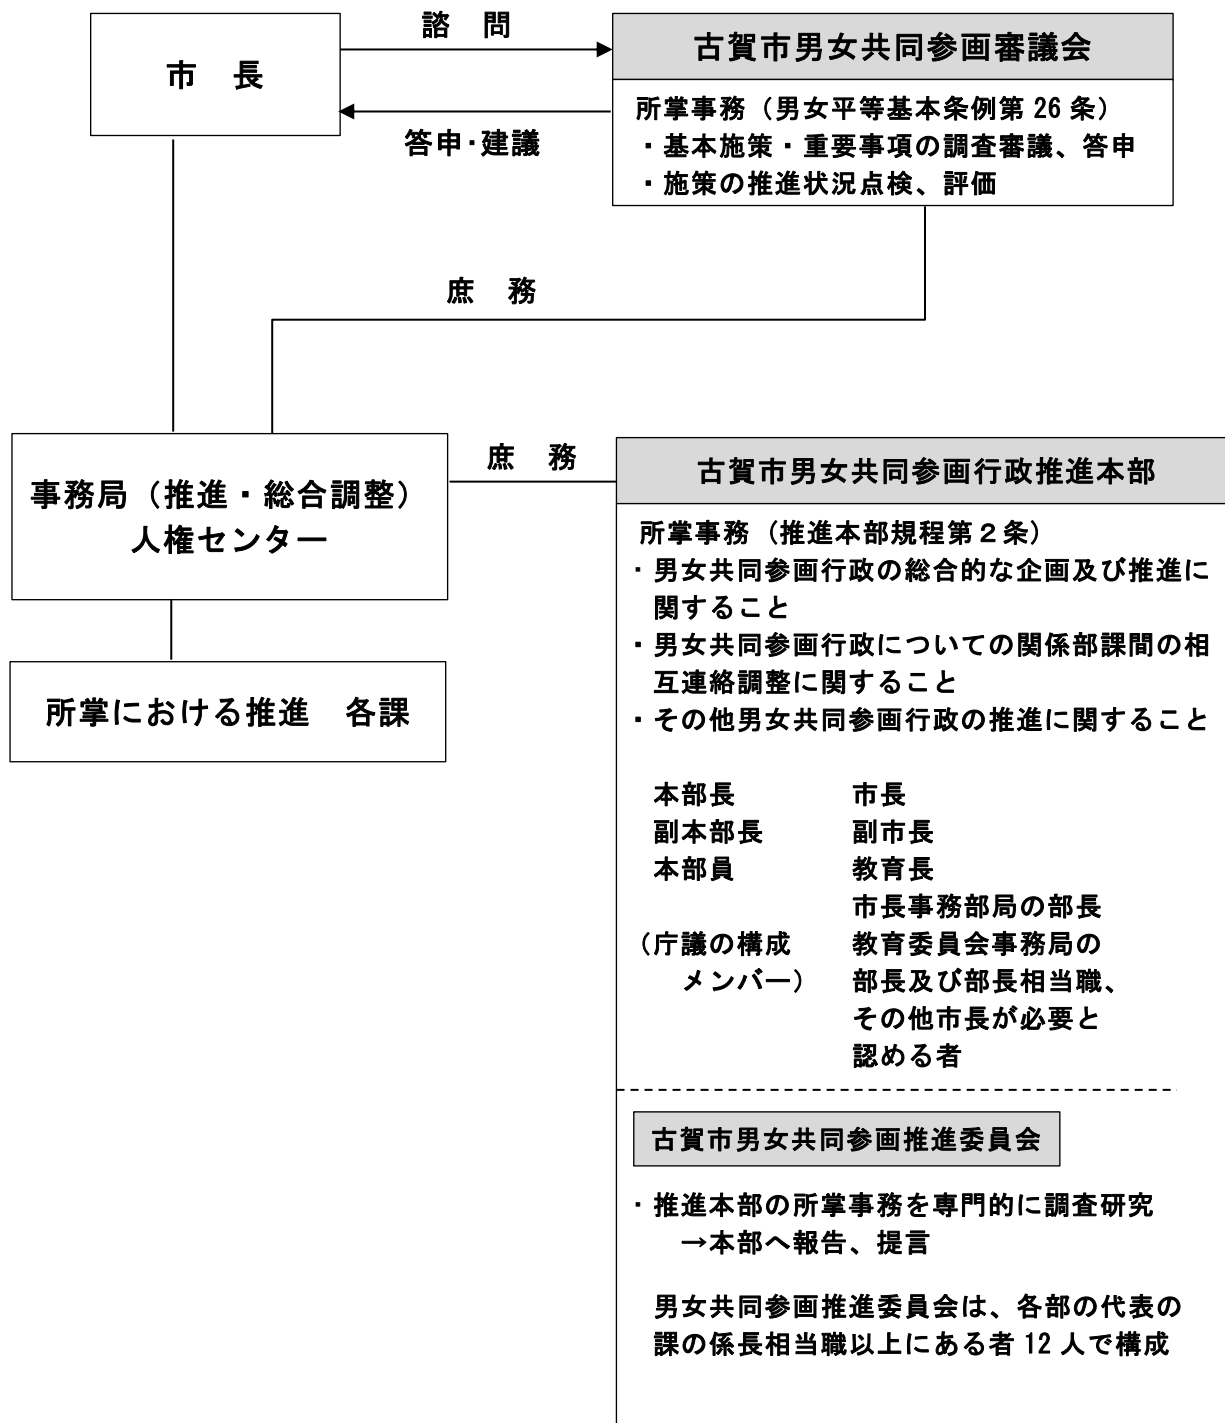 諮　問
市　長
答申・建議
古賀市男女共同参画審議会
所掌事務（男女平等基本条例第 26 条）
・基本施策・重要事項の調査審議、答申
・施策の推進状況点検、評価
庶　務
事務局（推進・総合調整）
人権センター
庶　務
所掌における推進　各課
古賀市男女共同参画行政推進本部
所掌事務（推進本部規程第２条）
・男女共同参画行政の総合的な企画及び推進に
関すること
・男女共同参画行政についての関係部課間の相
互連絡調整に関すること
・その他男女共同参画行政の推進に関すること
本部長　市長
副本部長　副市長
本部員　教育長
市長事務部局の部長
（庁議の構成　教育委員会事務局の
メンバー）　部長及び部長相当職、
その他市長が必要と
認める者
古賀市男女共同参画推進委員会
・推進本部の所掌事務を専門的に調査研究
→本部へ報告、提言
男女共同参画推進委員会は、各部の代表の
課の係長相当職以上にある者 12 人で構成